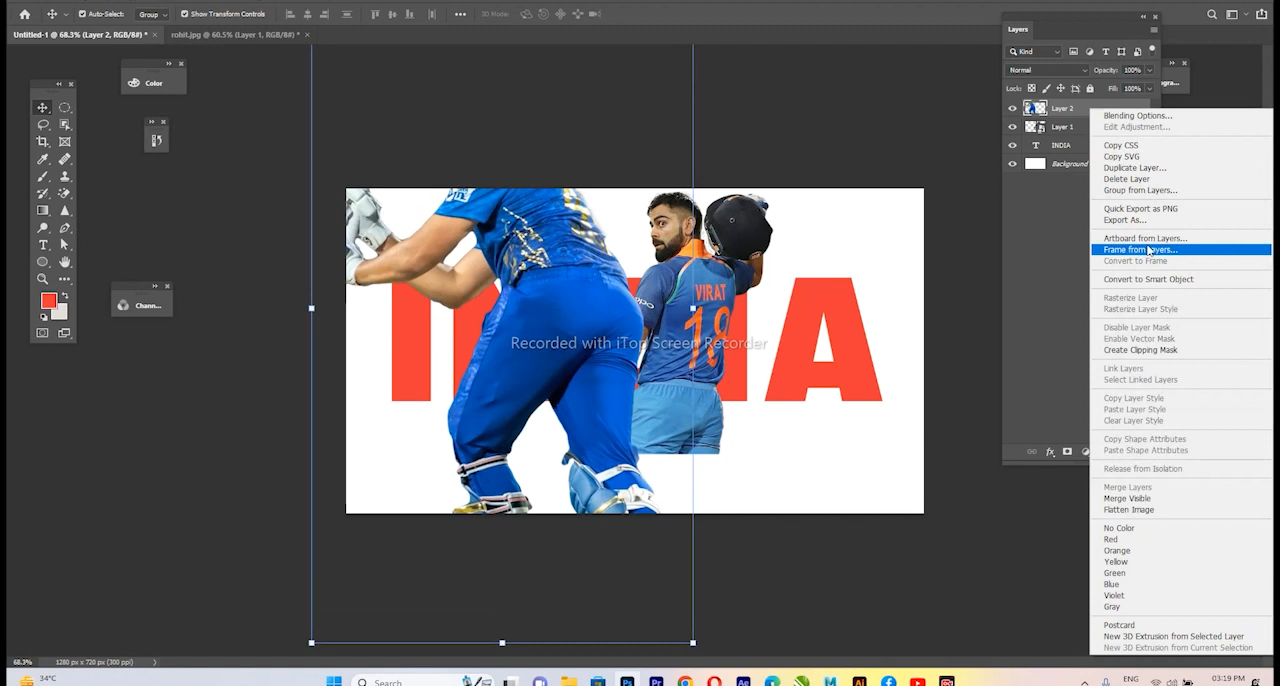 Auto-Select: Group Show Transform Controls 3D Mode:
Untitled-1 @ 68.3% (Layer 2, RGB/8#) * × rohit.jpg @ 60.5% (Layer 1, RGB/8#) * ×
Color
Chann...
Layers
Kind
Normal Opacity: 100%
Lock: Fill: 100%
Layer 2
Layer 1
T INDIA
Background
Blending Options...
Edit Adjustment...
Copy CSS
Copy SVG
Duplicate Layer...
Delete Layer
Group from Layers...
Quick Export as PNG
Export As...
Artboard from Layers...
Frame from Layers...
Convert to Frame
Convert to Smart Object
Rasterize Layer
Rasterize Layer Style
Disable Layer Mask
Enable Vector Mask
Create Clipping Mask
Link Layers
Select Linked Layers
Copy Layer Style
Paste Layer Style
Clear Layer Style
Copy Shape Attributes
Paste Shape Attributes
Release from Isolation
Merge Layers
Merge Visible
Flatten Image
No Color
Red
Orange
Yellow
Green
Blue
Violet
Gray
Postcard
New 3D Extrusion from Selected Layer
New 3D Extrusion from Current Selection
VIRAT
18
oppo
Recorded with iTop Screen Recorder
68.3% 1280 px x 720 px (300 ppi)
34°C
Search
ENG
03:19 PM